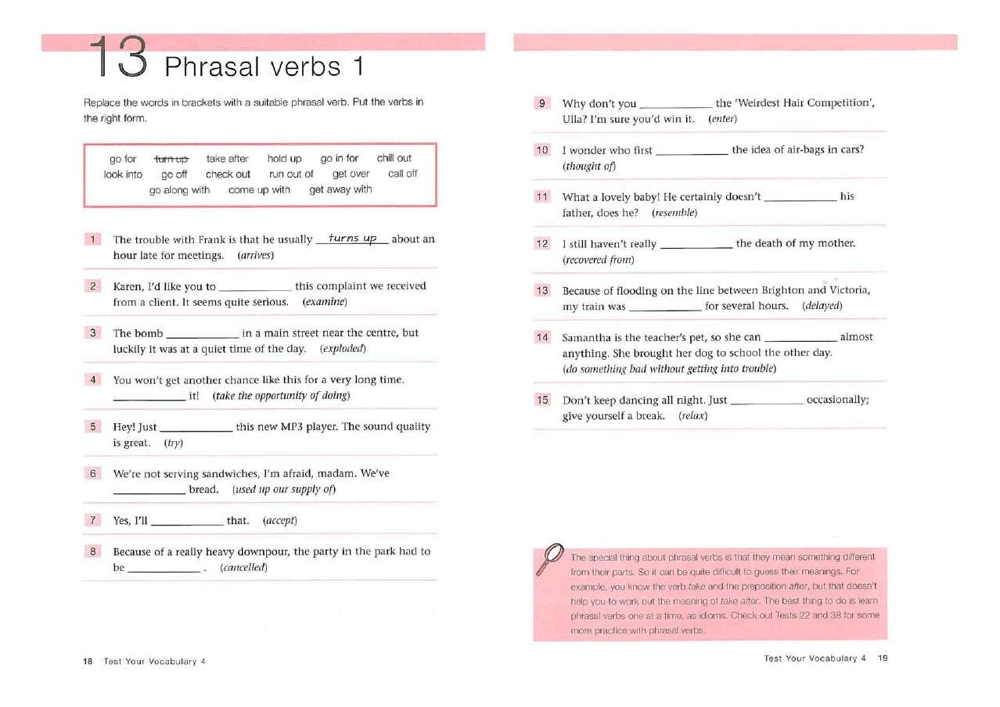 13 Phrasal verbs 1
Replace the words in brackets with a suitable phrasal verb. Put the verbs in
the right form.
go for turn up take after hold up go in for chill out
look into go off check out run out of get over call off
go along with come up with get away with
1 The trouble with Frank is that he usually turns up about an
hour late for meetings. (arrives)
2 Karen, I'd like you to ____________ this complaint we received
from a client. It seems quite serious. (examine)
3 The bomb ____________ in a main street near the centre, but
luckily it was at a quiet time of the day. (exploded)
4 You won't get another chance like this for a very long time.
____________ it! (take the opportunity of doing)
5 Hey! Just ____________ this new MP3 player. The sound quality
is great. (try)
6 We're not serving sandwiches, I'm afraid, madam. We've
____________ bread. (used up our supply of)
7 Yes, I'll ____________ that. (accept)
8 Because of a really heavy downpour, the party in the park had to
be ____________ . (cancelled)
18 Test Your Vocabulary 4
9 Why don't you ____________ the 'Weirdest Hair Competition',
Ulla? I'm sure you'd win it. (enter)
10 I wonder who first ____________ the idea of air-bags in cars?
(thought of)
11 What a lovely baby! He certainly doesn't ____________ his
father, does he? (resemble)
12 I still haven't really ____________ the death of my mother.
(recovered from)
13 Because of flooding on the line between Brighton and Victoria,
my train was ____________ for several hours. (delayed)
14 Samantha is the teacher's pet, so she can ____________ almost
anything. She brought her dog to school the other day.
(do something bad without getting into trouble)
15 Don't keep dancing all night. Just ____________ occasionally;
give yourself a break. (relax)
The special thing about phrasal verbs is that they mean something different
from their parts. So it can be quite difficult to guess their meanings. For
example, you know the verb take and the preposition after, but that doesn't
help you to work out the meaning of take after. The best thing to do is learn
phrasal verbs one at a time, as idioms. Check out Tests 22 and 38 for some
more practice with phrasal verbs.
Test Your Vocabulary 4 19